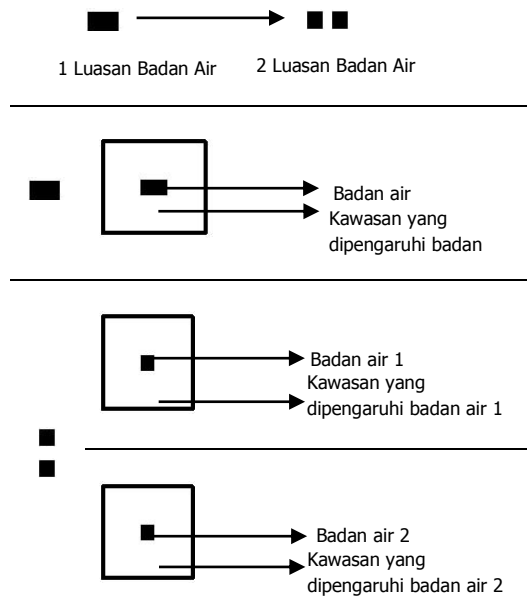 1 Luasan Badan Air
2 Luasan Badan Air
Badan air
Kawasan yang
dipengaruhi badan
Badan air 1
Kawasan yang
dipengaruhi badan air 1
Badan air 2
Kawasan yang
dipengaruhi badan air 2